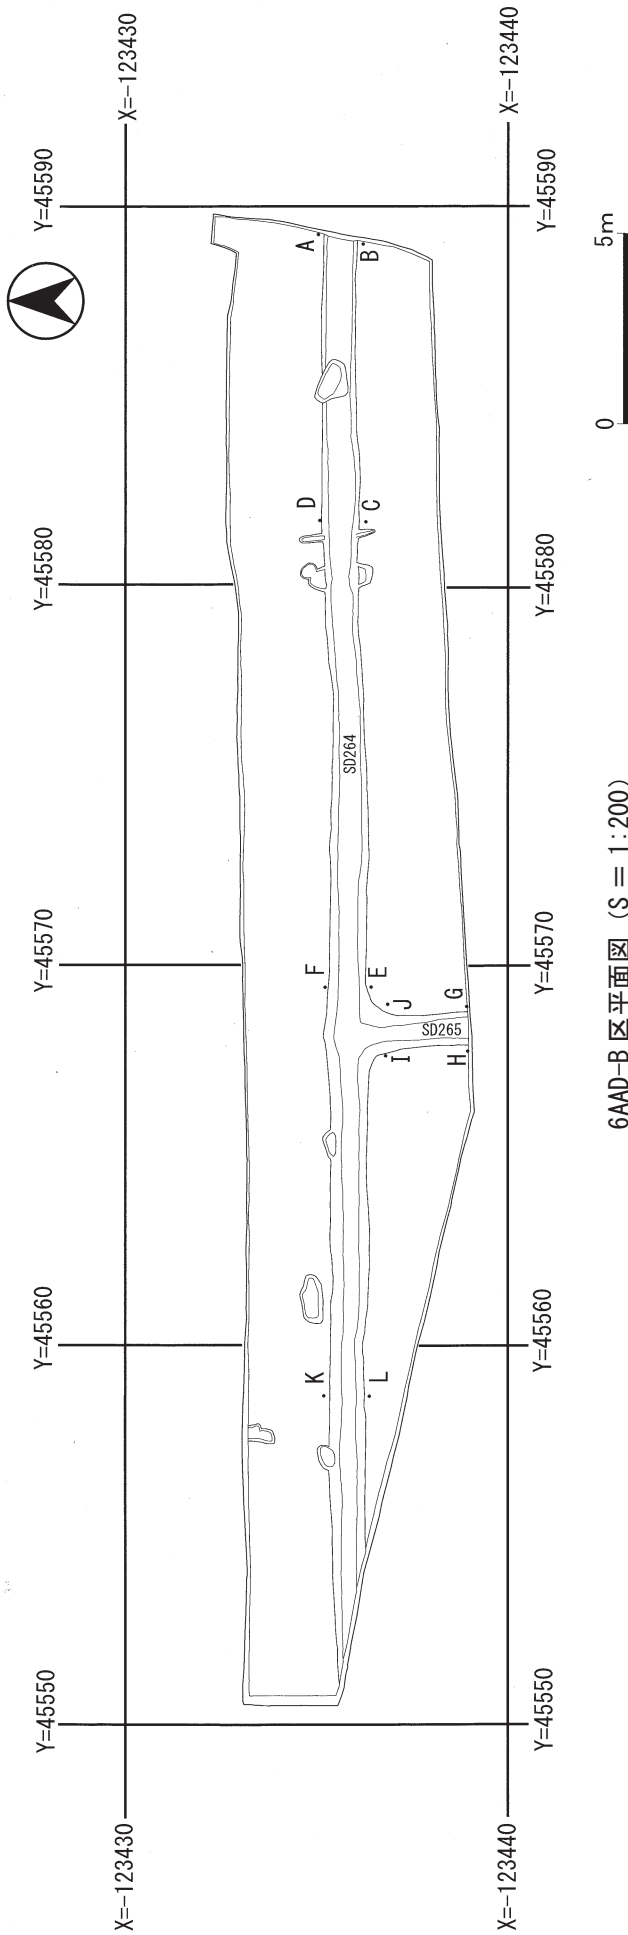 X=-123430
X=-123440
Y=45590
Y=45590
A
B
D
C
Y=45580
Y=45580
SD264
Y=45570
Y=45570
F
E
J
G
SD265
I
H
Y=45560
Y=45560
K
L
Y=45550
Y=45550
X=-123430
X=-123440
0
5m
6AAD-B 区平面図 (S = 1:200)